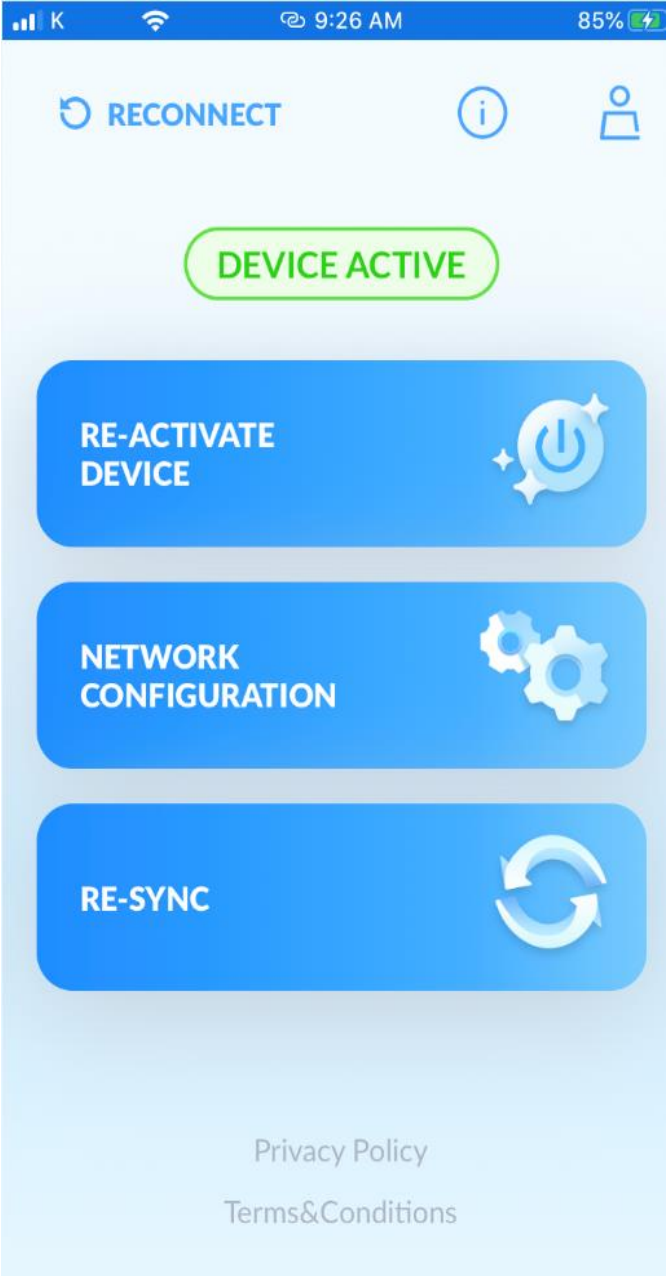 K 9:26 AM 85%
RECONNECT
DEVICE ACTIVE
RE-ACTIVATE
DEVICE
NETWORK
CONFIGURATION
RE-SYNC
Privacy Policy
Terms&Conditions